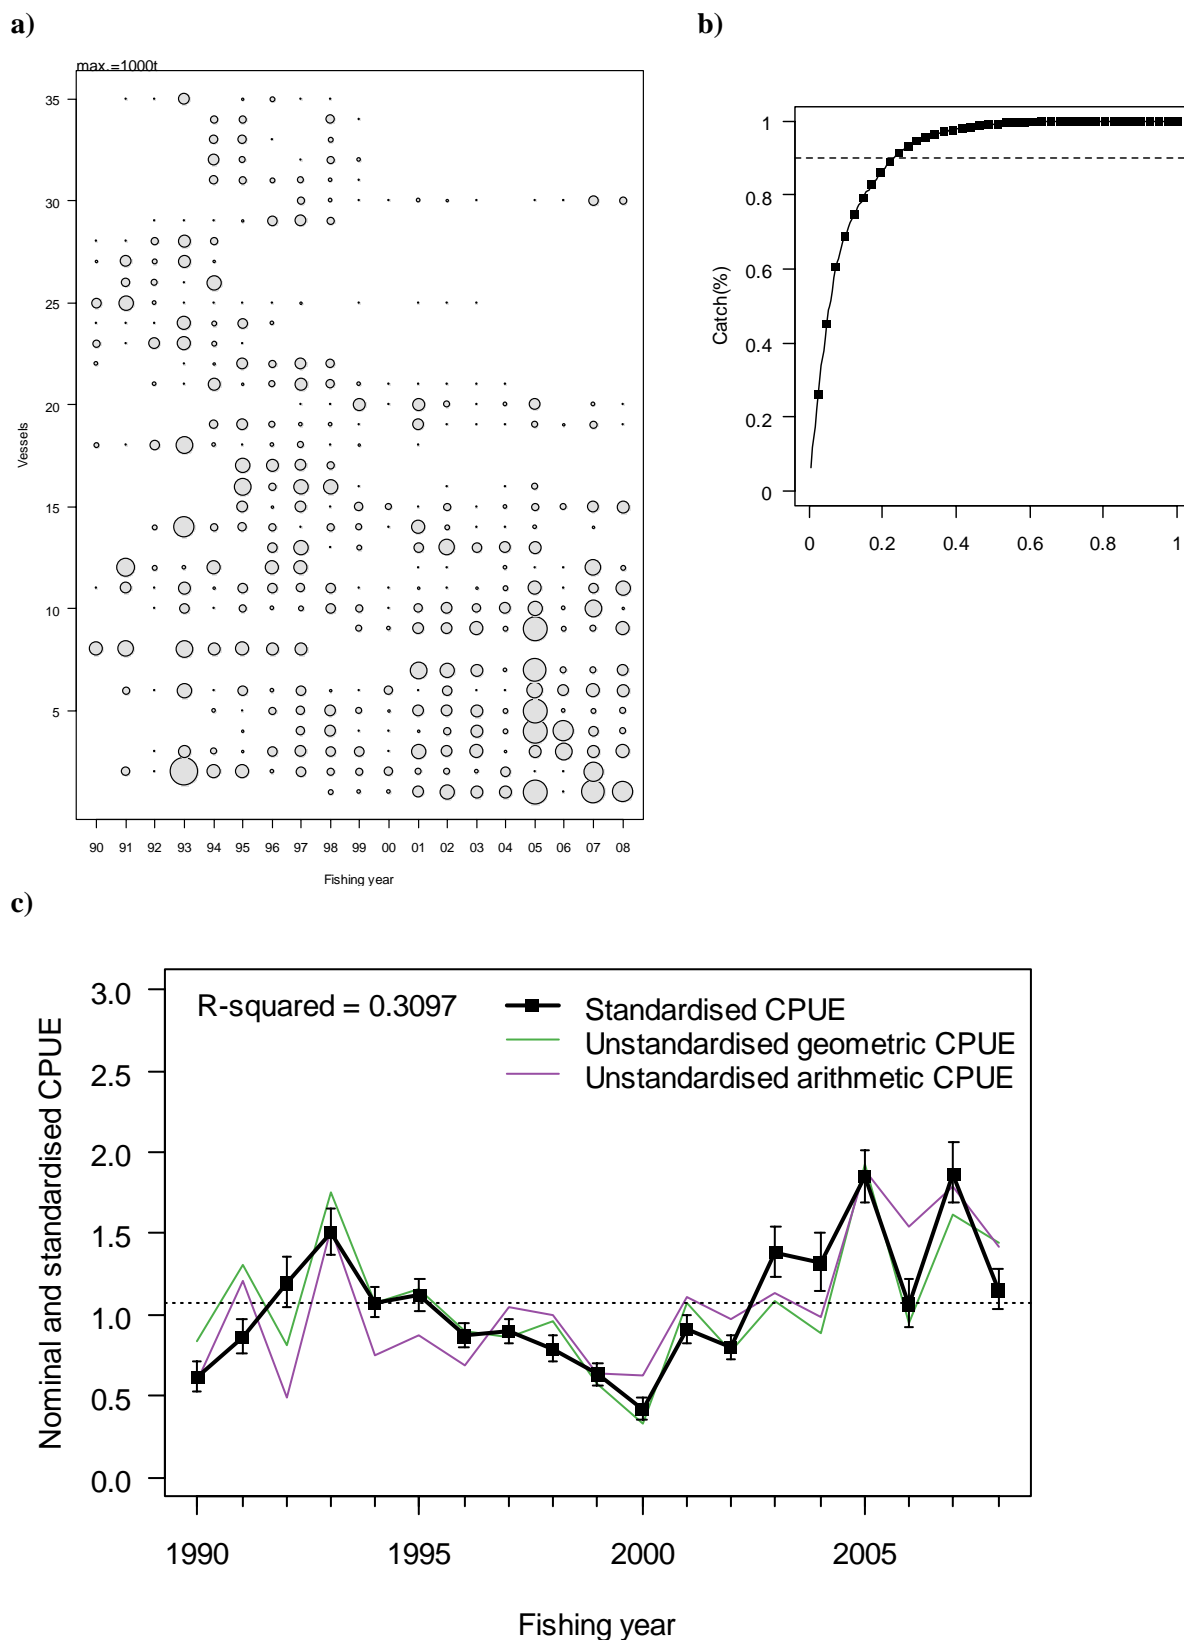 a)
max.=1000t
35
30
25
20
15
10
5
Vessels
90 91 92 93 94 95 96 97 98 99 00 01 02 03 04 05 06 07 08
Fishing year
b)
1
0.8
0.6
0.4
0.2
0
Catch(%)
0 0.2 0.4 0.6 0.8 1
c)
3.0
2.5
2.0
1.5
1.0
0.5
0.0
Nominal and standardised CPUE
R-squared = 0.3097
Standardised CPUE
Unstandardised geometric CPUE
Unstandardised arithmetic CPUE
1990 1995 2000 2005
Fishing year